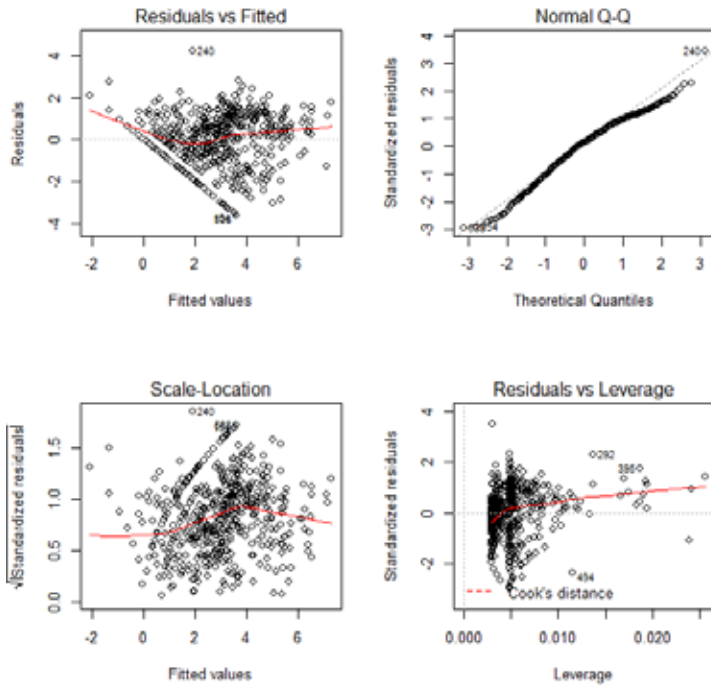 Residuals vs Fitted
Residuals
4
2
0
-2
-4
240
-2 0 2 4 6
Fitted values
Normal Q-Q
Standardized residuals
4
3
2
1
0
-1
-2
-3
240
-3 -2 -1 0 1 2 3
Theoretical Quantiles
Scale-Location
√|Standardized residuals|
1.5
1.0
0.5
0.0
240
-2 0 2 4 6
Fitted values
Residuals vs Leverage
Standardized residuals
4
2
0
-2
292
395
Cook's distance
0.000 0.010 0.020
Leverage